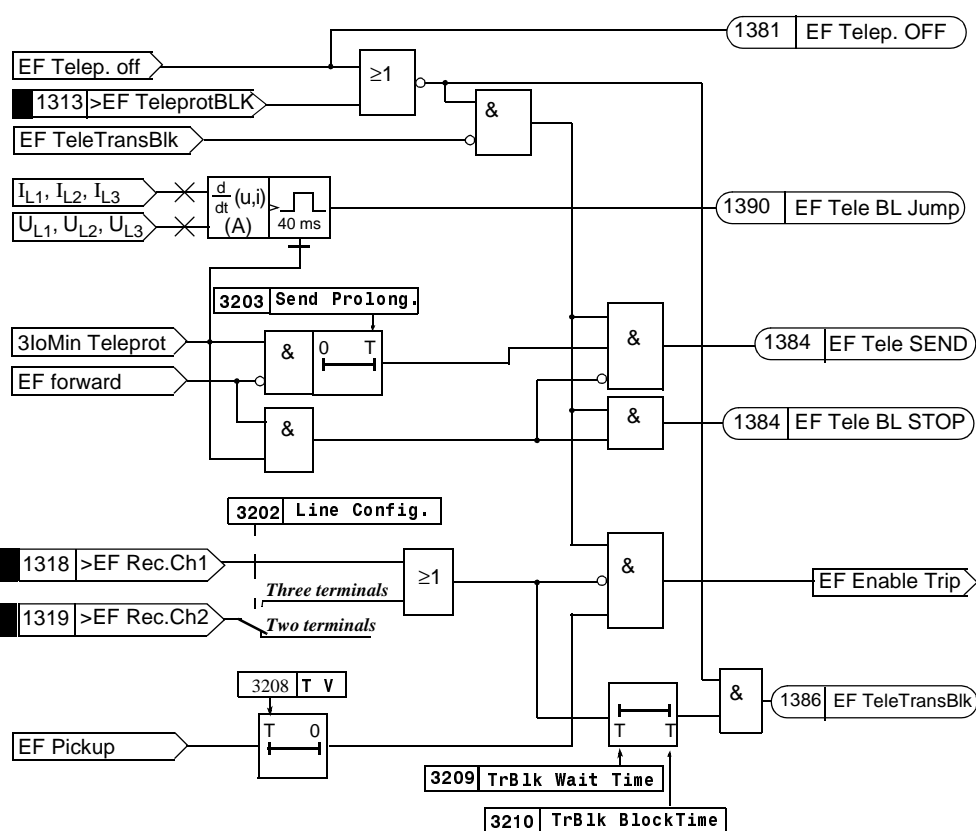 1381 EF Telep. OFF
EF Telep. off
≥1
1313 >EF TeleprotBLK
&
EF TeleTransBlk
IL1, IL2, IL3
d/dt (u,i)
(A)
40 ms
UL1, UL2, UL3
1390 EF Tele BL Jump
3203 Send Prolong.
3IoMin Teleprot
&
0 T
&
1384 EF Tele SEND
EF forward
&
&
1384 EF Tele BL STOP
3202 Line Config.
1318 >EF Rec.Ch1
≥1
&
EF Enable Trip
Three terminals
1319 >EF Rec.Ch2
Two terminals
3208 T V
&
1386 EF TeleTransBlk
T 0
T T
EF Pickup
3209 TrBlk Wait Time
3210 TrBlk BlockTime